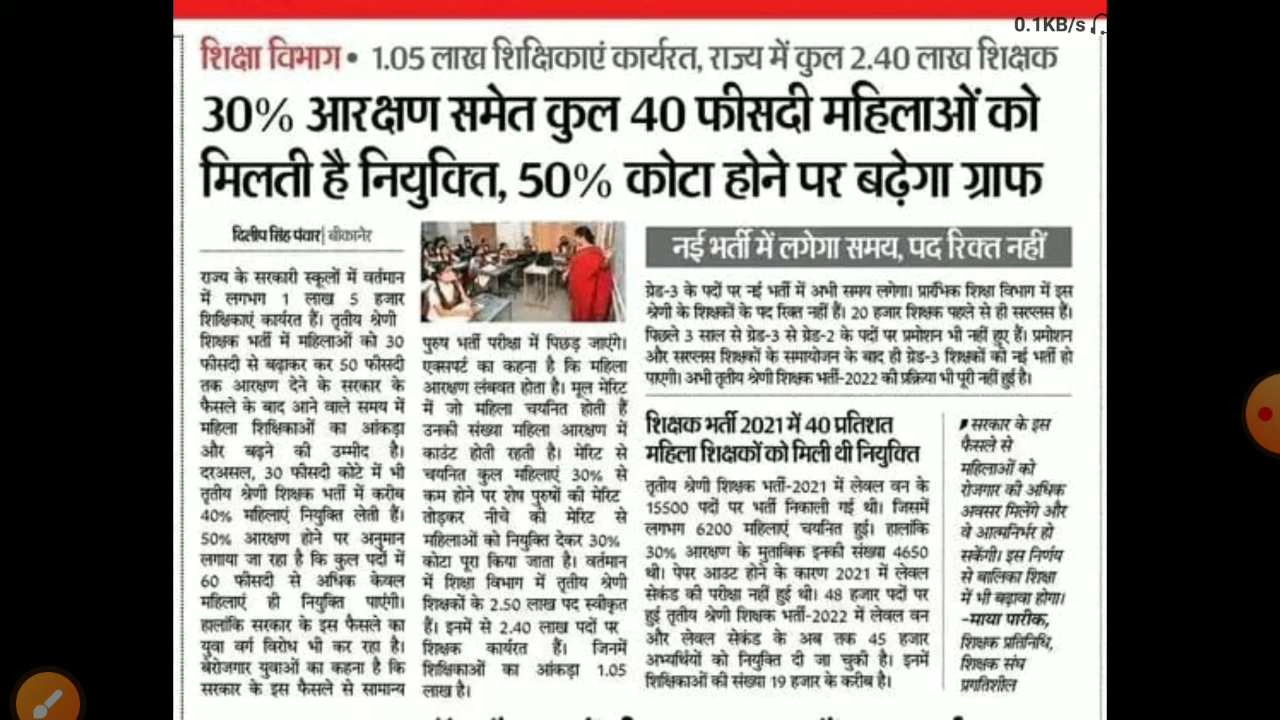 0.1KB/s
शिक्षा विभाग • 1.05 लाख शिक्षिकाएं कार्यरत, राज्य में कुल 2.40 लाख शिक्षक
30% आरक्षण समेत कुल 40 फीसदी महिलाओं को
मिलती है नियुक्ति, 50% कोटा होने पर बढ़ेगा ग्राफ
दिलीप सिंह पंवार | बीकानेर
राज्य के सरकारी स्कूलों में वर्तमान
में लगभग 1 लाख 5 हजार
शिक्षिकाएं कार्यरत हैं। तृतीय श्रेणी
शिक्षक भर्ती में महिलाओं को 30
फीसदी से बढ़ाकर कर 50 फीसदी
तक आरक्षण देने के सरकार के
फैसले के बाद आने वाले समय में
महिला शिक्षिकाओं का आंकड़ा
और बढ़ने की उम्मीद है।
दरअसल, 30 फीसदी कोटे में भी
तृतीय श्रेणी शिक्षक भर्ती में करीब
40% महिलाएं नियुक्ति लेती हैं।
50% आरक्षण होने पर अनुमान
लगाया जा रहा है कि कुल पदों में
60 फीसदी से अधिक केवल
महिलाएं ही नियुक्ति पाएंगी।
हालांकि सरकार के इस फैसले का
युवा वर्ग विरोध भी कर रहा है।
बेरोजगार युवाओं का कहना है कि
सरकार के इस फैसले से सामान्य
पुरुष भर्ती परीक्षा में पिछड़ जाएंगे।
एक्सपर्ट का कहना है कि महिला
आरक्षण लंबवत होता है। मूल मेरिट
में जो महिला चयनित होती हैं
उनकी संख्या महिला आरक्षण में
काउंट होती रहती है। मेरिट से
चयनित कुल महिलाएं 30% से
कम होने पर शेष पुरुषों की मेरिट
तोड़कर नीचे की मेरिट से
महिलाओं को नियुक्ति देकर 30%
कोटा पूरा किया जाता है। वर्तमान
में शिक्षा विभाग में तृतीय श्रेणी
शिक्षकों के 2.50 लाख पद स्वीकृत
हैं। इनमें से 2.40 लाख पदों पर
शिक्षक कार्यरत हैं। जिनमें
शिक्षिकाओं का आंकड़ा 1.05
लाख है।
नई भर्ती में लगेगा समय, पद रिक्त नहीं
ग्रेड-3 के पदों पर नई भर्ती में अभी समय लगेगा। प्रारंभिक शिक्षा विभाग में इस
श्रेणी के शिक्षकों के पद रिक्त नहीं हैं। 20 हजार शिक्षक पहले से ही सरप्लस हैं।
पिछले 3 साल से ग्रेड-3 से ग्रेड-2 के पदों पर प्रमोशन भी नहीं हुए हैं। प्रमोशन
और सरप्लस शिक्षकों के समायोजन के बाद ही ग्रेड-3 शिक्षकों की नई भर्ती हो
पाएगी। अभी तृतीय श्रेणी शिक्षक भर्ती-2022 की प्रक्रिया भी पूरी नहीं हुई है।
शिक्षक भर्ती 2021 में 40 प्रतिशत
महिला शिक्षकों को मिली थी नियुक्ति
तृतीय श्रेणी शिक्षक भर्ती-2021 में लेवल वन के
15500 पदों पर भर्ती निकाली गई थी। जिसमें
लगभग 6200 महिलाएं चयनित हुई। हालांकि
30% आरक्षण के मुताबिक इनकी संख्या 4650
थी। पेपर आउट होने के कारण 2021 में लेवल
सेकंड की परीक्षा नहीं हुई थी। 48 हजार पदों पर
हुई तृतीय श्रेणी शिक्षक भर्ती-2022 में लेवल वन
और लेवल सेकंड के अब तक 45 हजार
अभ्यर्थियों को नियुक्ति दी जा चुकी है। इनमें
शिक्षिकाओं की संख्या 19 हजार के करीब है।
सरकार के इस
फैसले से
महिलाओं को
रोजगार की अधिक
अवसर मिलेंगे और
वे आत्मनिर्भर हो
सकेंगी। इस निर्णय
से बालिका शिक्षा
में भी बढ़ावा होगा।
-माया पारीक,
शिक्षक प्रतिनिधि,
शिक्षक संघ
प्रगतिशील